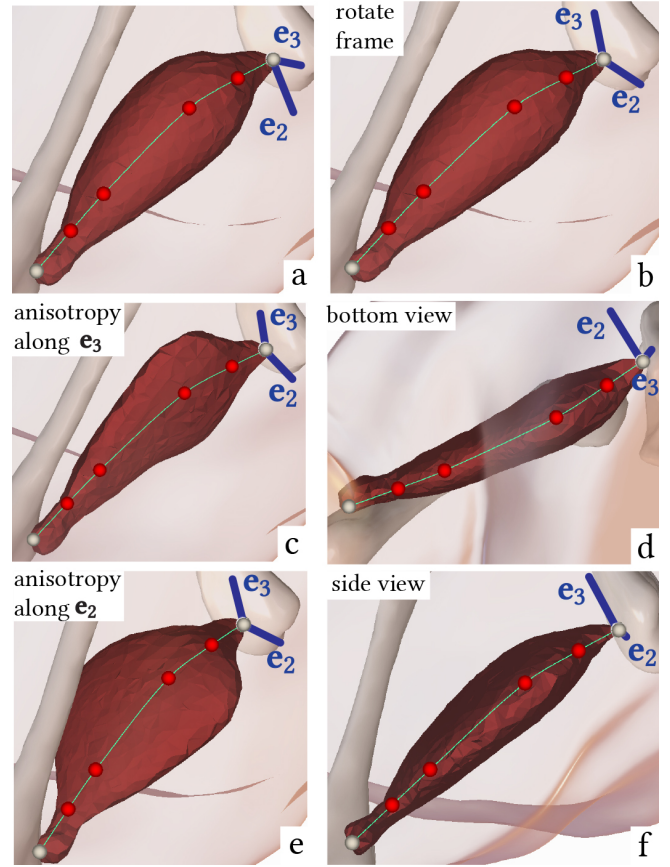 e3
e2
a
rotate
frame
e3
e2
b
anisotropy
along e3
e3
e2
c
bottom view
e2
e3
d
anisotropy
along e2
e3
e2
e
side view
e3
e2
f